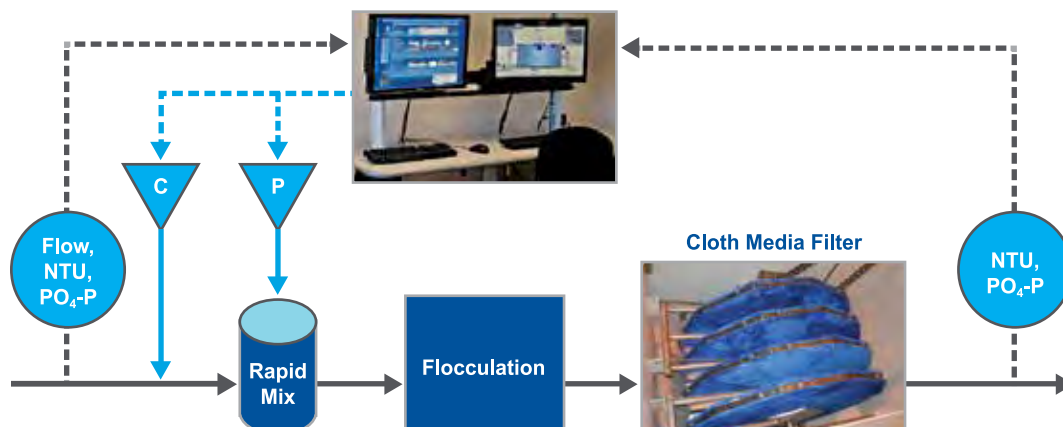 C
P
Flow,
NTU,
PO₄-P
Rapid
Mix
Flocculation
Cloth Media Filter
NTU,
PO₄-P